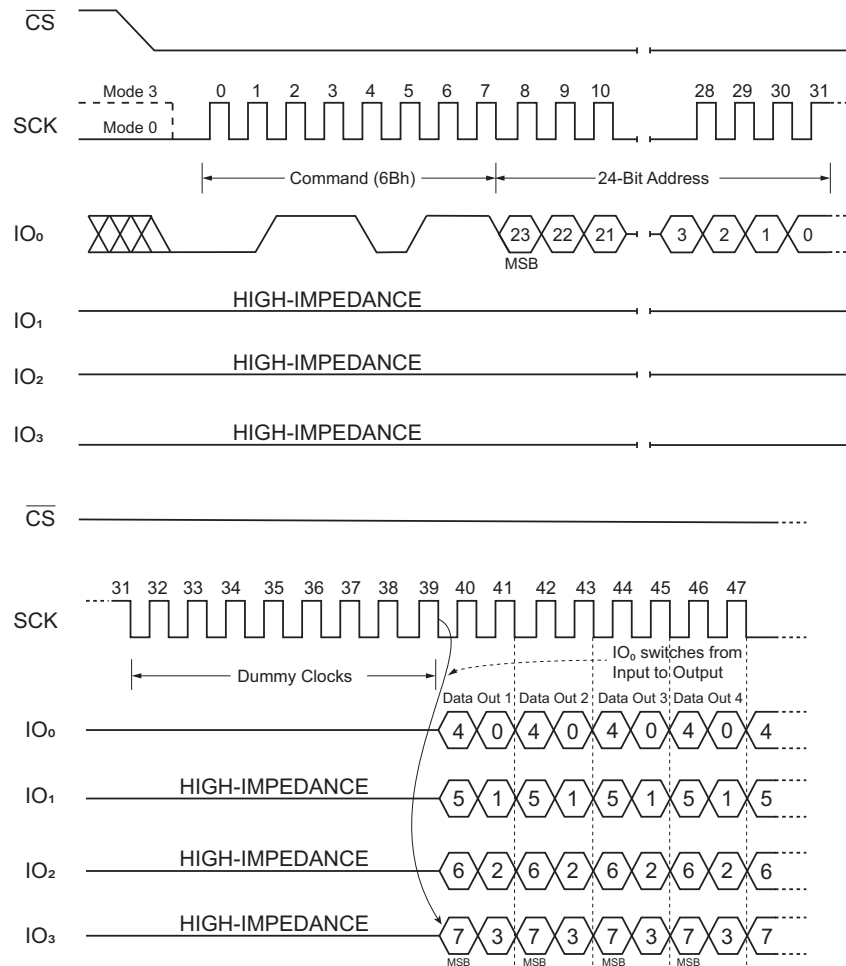 CS
Mode 3 0 1 2 3 4 5 6 7 8 9 10 28 29 30 31
SCK
Mode 0
Command (6Bh) 24-Bit Address
IO₀ 23 22 21 3 2 1 0
MSB
HIGH-IMPEDANCE
IO₁
HIGH-IMPEDANCE
IO₂
HIGH-IMPEDANCE
IO₃
CS
31 32 33 34 35 36 37 38 39 40 41 42 43 44 45 46 47
SCK
IO₀ switches from
Input to Output
Dummy Clocks
Data Out 1 Data Out 2 Data Out 3 Data Out 4
IO₀ 4 0 4 0 4 0 4 0 4
HIGH-IMPEDANCE
IO₁ 5 1 5 1 5 1 5 1 5
HIGH-IMPEDANCE
IO₂ 6 2 6 2 6 2 6 2 6
HIGH-IMPEDANCE
IO₃ 7 3 7 3 7 3 7 3 7
MSB MSB MSB MSB